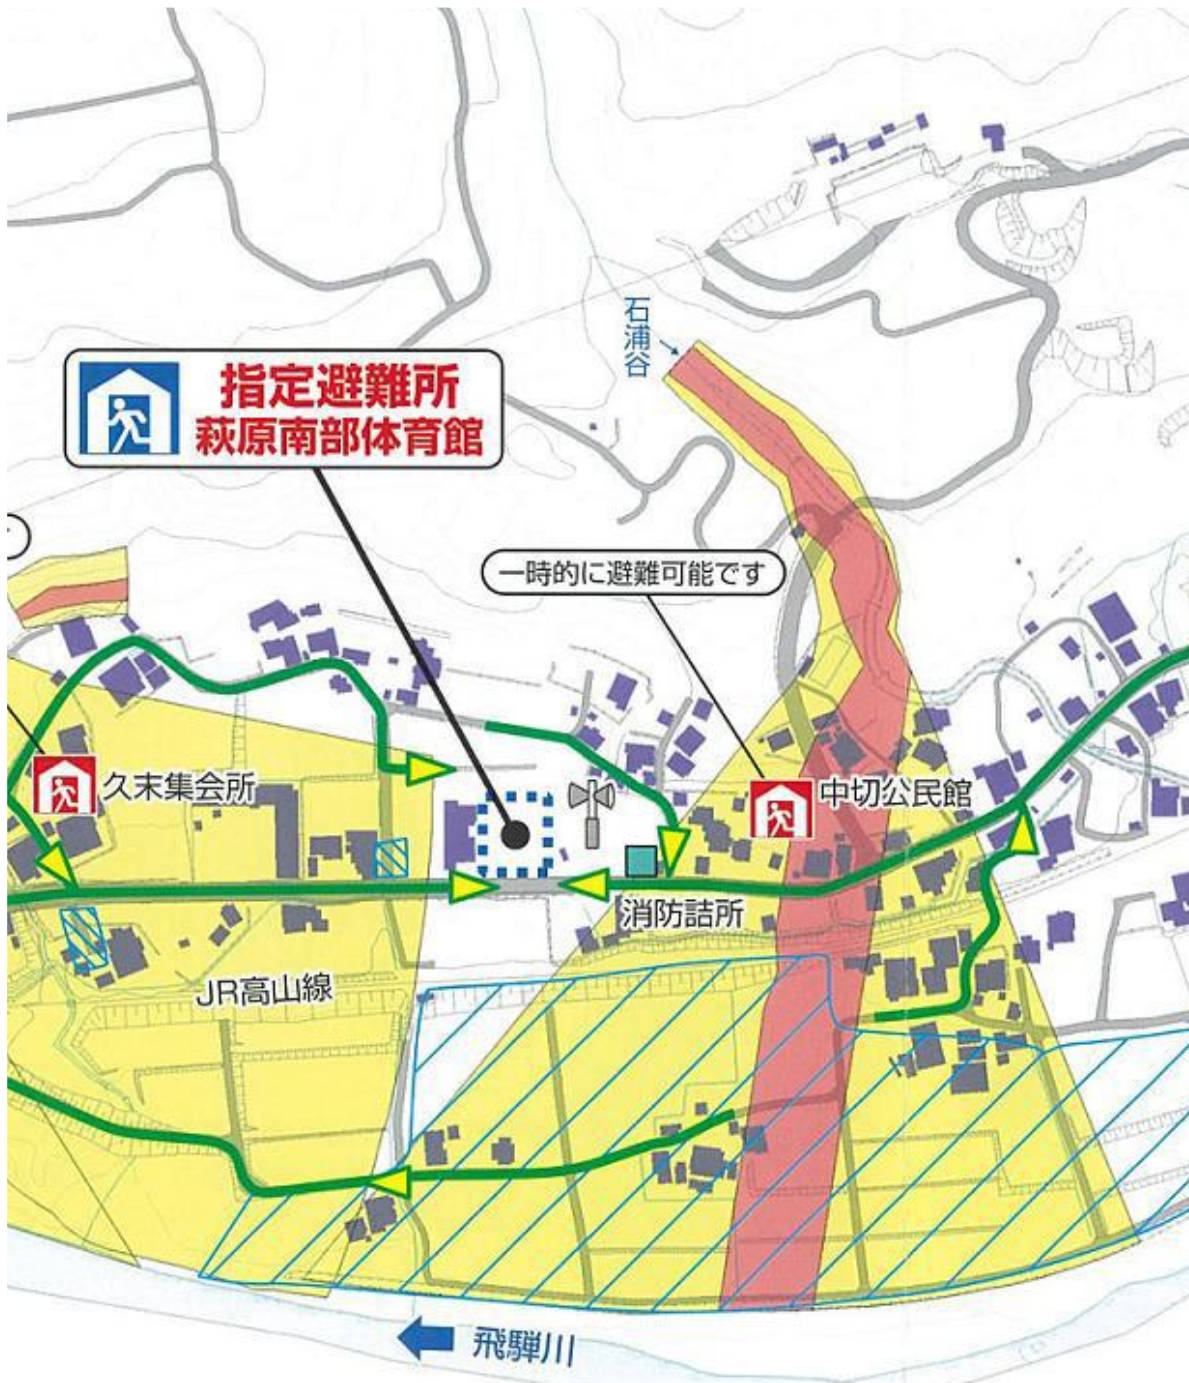 石浦谷
指定避難所
萩原南部体育館
一時的に避難可能です
久末集会所
中切公民館
消防詰所
JR高山線
飛騨川